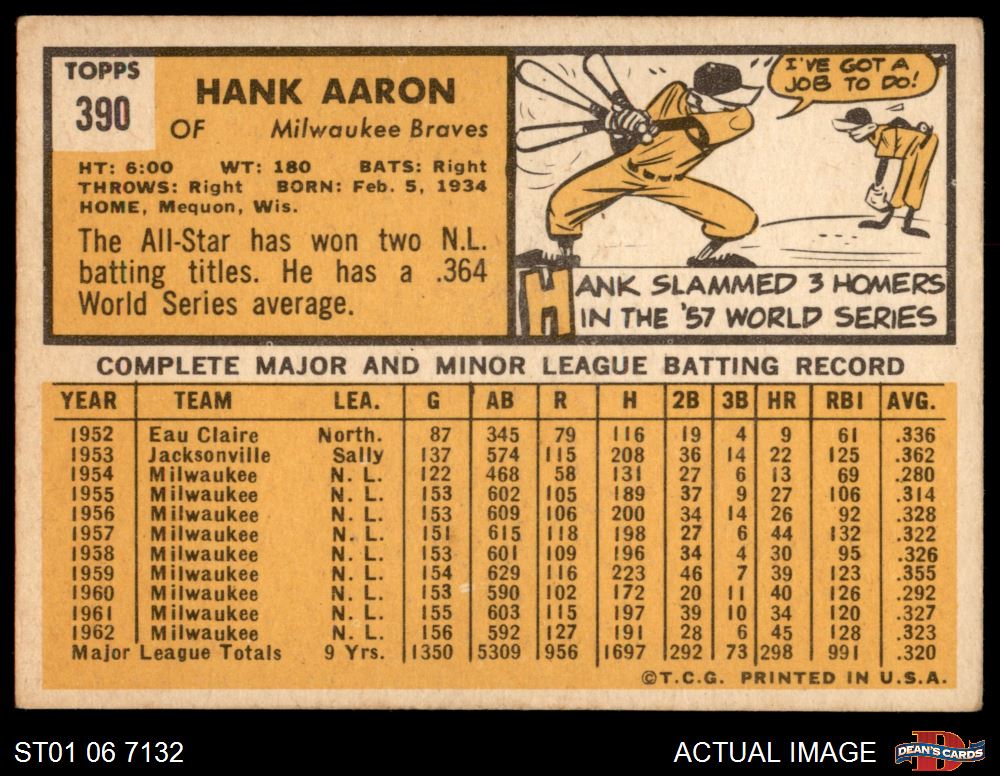 TOPPS
390
HANK AARON
OF Milwaukee Braves
HT: 6:00 WT: 180 BATS: Right
THROWS: Right BORN: Feb. 5, 1934
HOME, Mequon, Wis.
The All-Star has won two N.L.
batting titles. He has a .364
World Series average.
I'VE GOT A
JOB TO DO!
HANK SLAMMED 3 HOMERS
IN THE '57 WORLD SERIES
COMPLETE MAJOR AND MINOR LEAGUE BATTING RECORD
YEAR TEAM LEA. G AB R H 2B 3B HR RBI AVG.
1952 Eau Claire North. 87 345 79 116 19 4 9 61 .336
1953 Jacksonville Sally 137 574 115 208 36 14 22 125 .362
1954 Milwaukee N. L. 122 468 58 131 27 6 13 69 .280
1955 Milwaukee N. L. 153 602 105 189 37 9 27 106 .314
1956 Milwaukee N. L. 153 609 106 200 34 14 26 92 .328
1957 Milwaukee N. L. 151 615 118 198 27 6 44 132 .322
1958 Milwaukee N. L. 153 601 109 196 34 4 30 95 .326
1959 Milwaukee N. L. 154 629 116 223 46 7 39 123 .355
1960 Milwaukee N. L. 153 590 102 172 20 11 40 126 .292
1961 Milwaukee N. L. 155 603 115 197 39 10 34 120 .327
1962 Milwaukee N. L. 156 592 127 191 28 6 45 128 .323
Major League Totals 9 Yrs. 1350 5309 956 1697 292 73 298 991 .320
©T.C.G. PRINTED IN U.S.A.
ST01 06 7132
ACTUAL IMAGE
D
DEAN'S CARDS